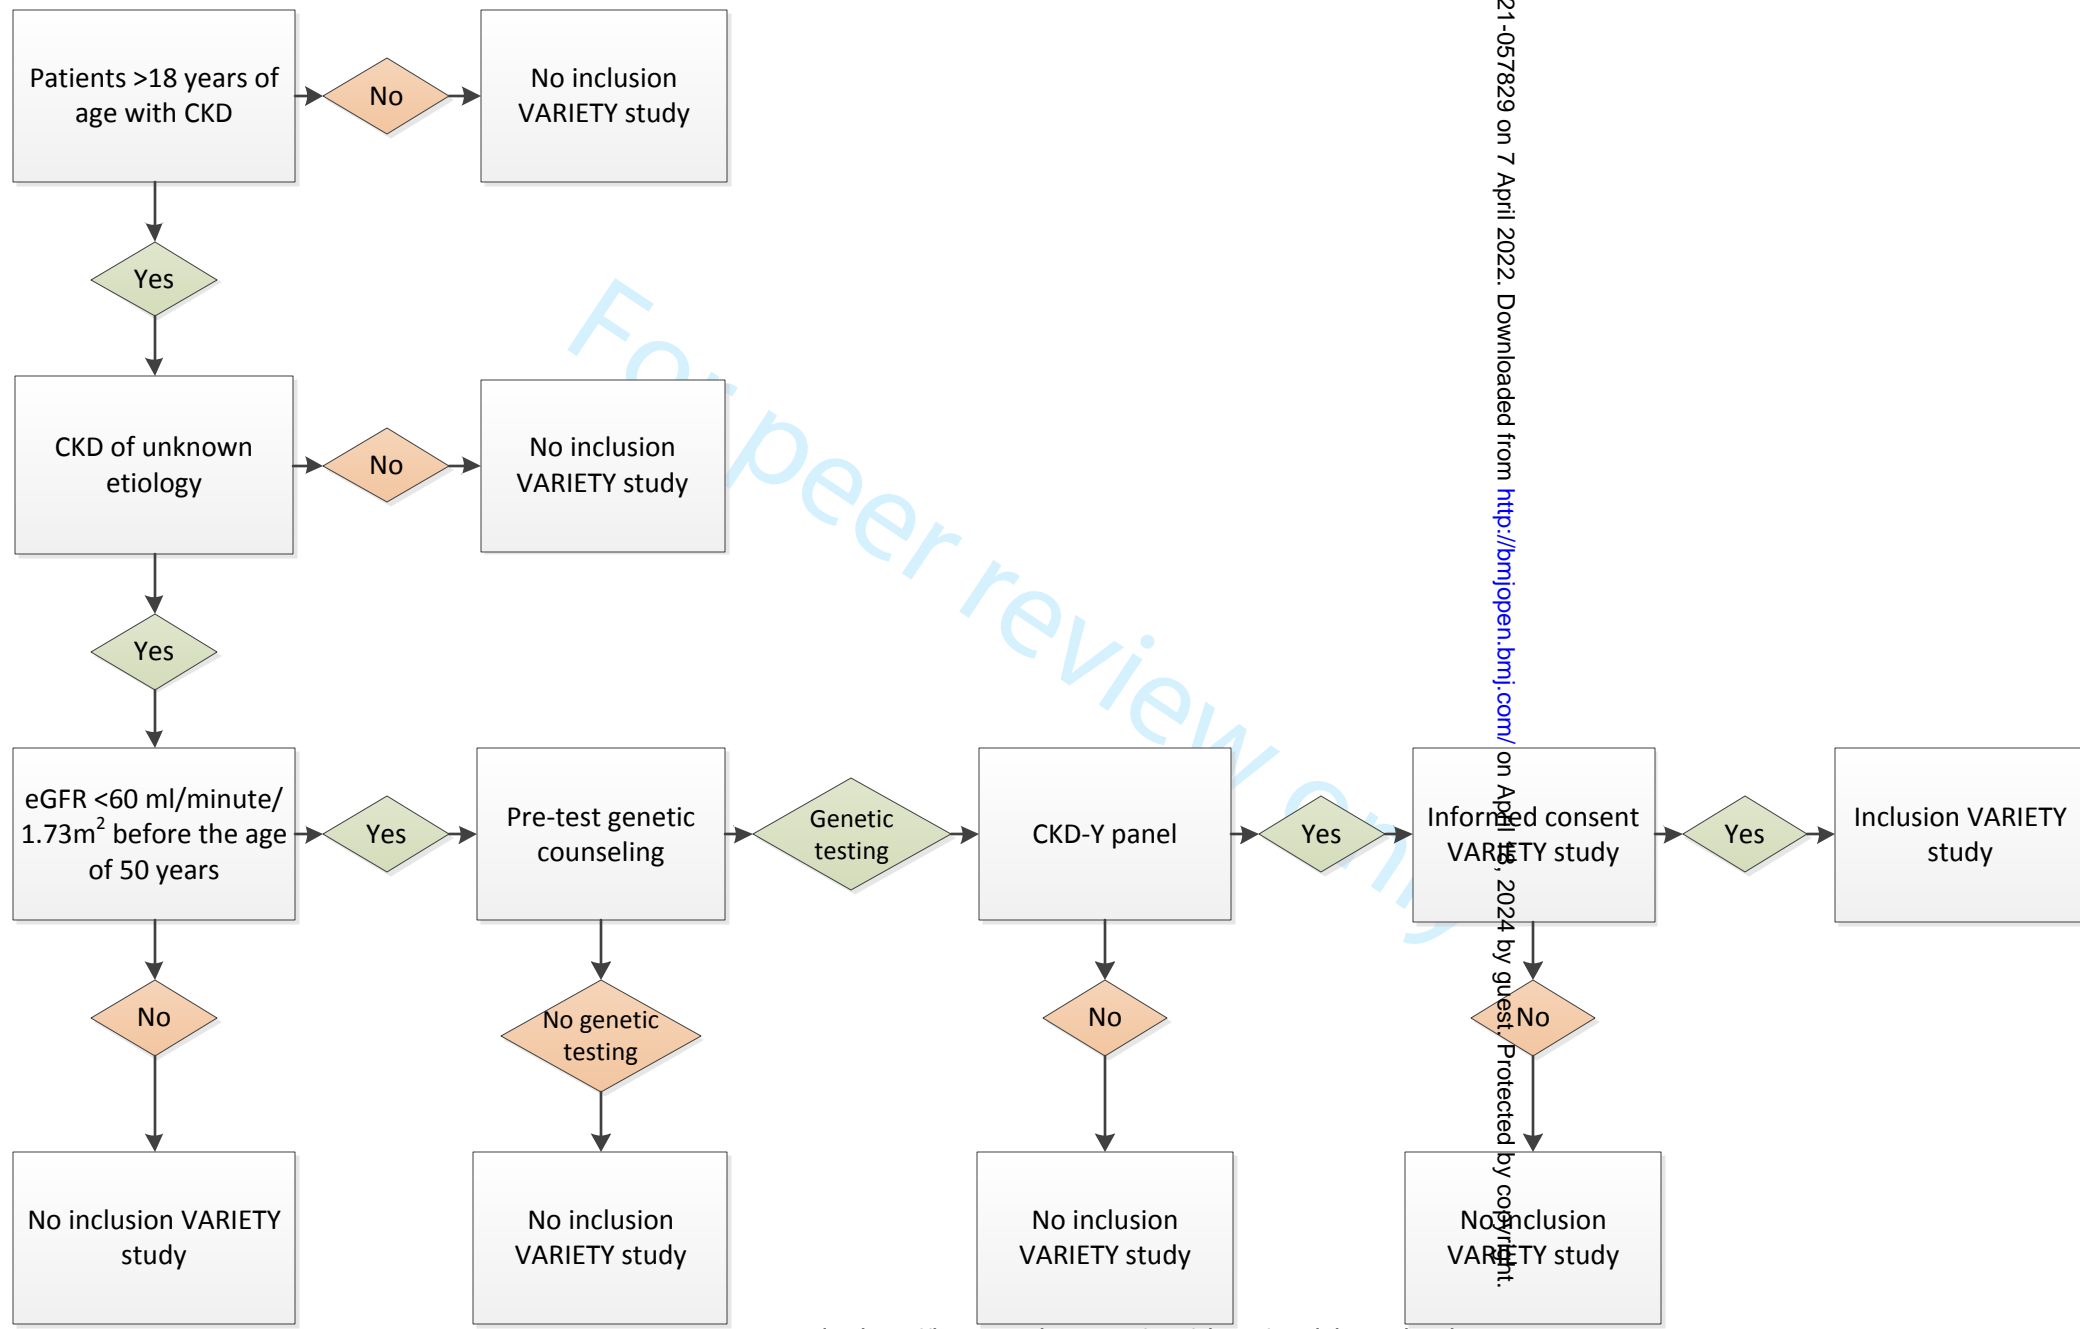 Patients >18 years of
age with CKD
No
No inclusion
VARIETY study
Yes
CKD of unknown
etiology
No
No inclusion
VARIETY study
Yes
eGFR <60 ml/minute/
1.73m² before the age
of 50 years
Yes
Pre-test genetic
counseling
Genetic
testing
CKD-Y panel
Yes
Informed consent
VARIETY study
Yes
Inclusion VARIETY
study
No
No genetic
testing
No
No
No inclusion VARIETY
study
No inclusion
VARIETY study
No inclusion
VARIETY study
No inclusion
VARIETY study
For peer review only
21-057829 on 7 April 2022. Downloaded from http://bmjopen.bmj.com/ on April 18, 2024 by guest. Protected by copyright.